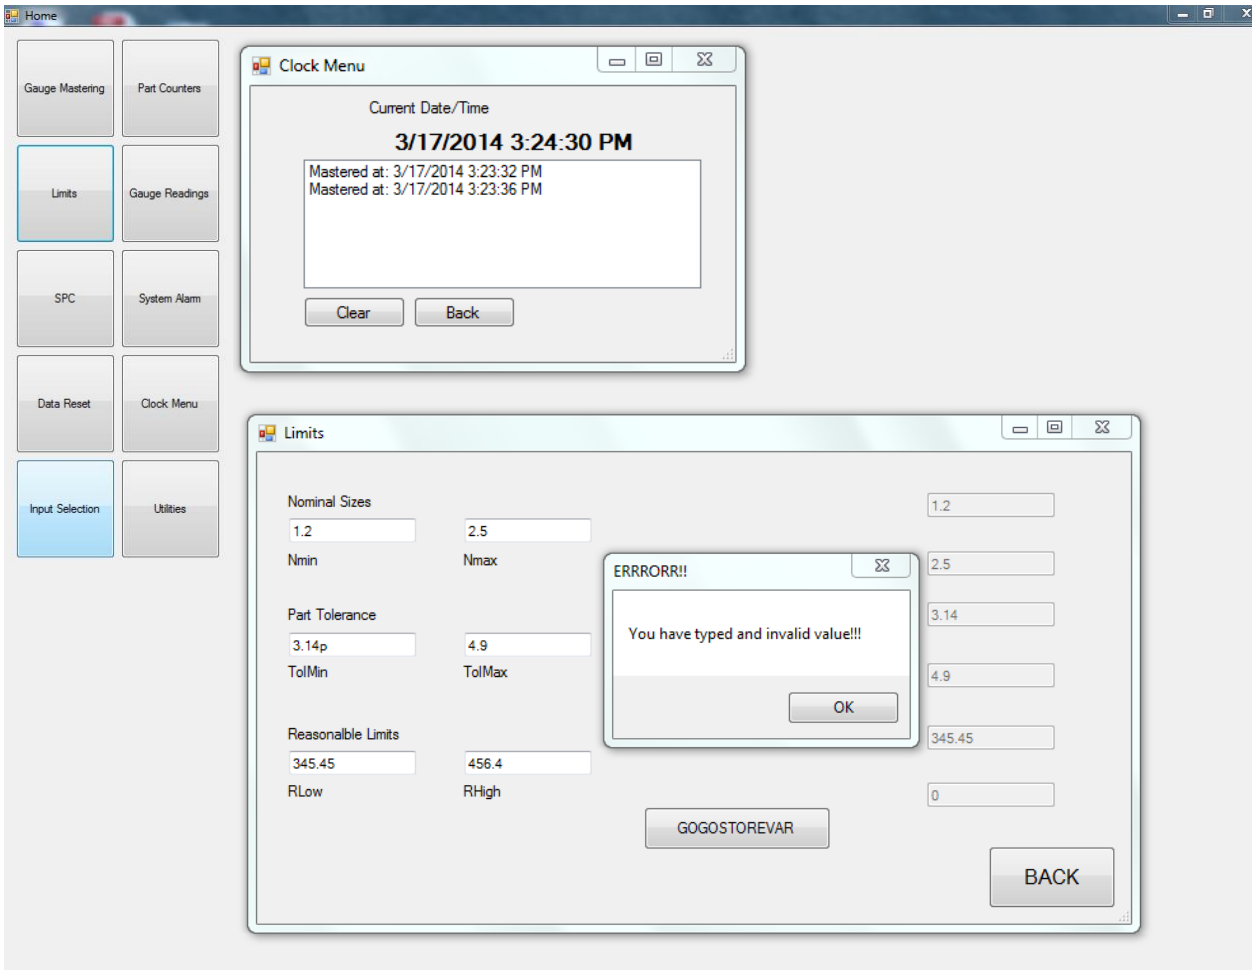 Home
Gauge Mastering
Part Counters
Limits
Gauge Readings
SPC
System Alarm
Data Reset
Clock Menu
Input Selection
Utilities
Clock Menu
Current Date/Time
3/17/2014 3:24:30 PM
Mastered at: 3/17/2014 3:23:32 PM
Mastered at: 3/17/2014 3:23:36 PM
Clear
Back
Limits
Nominal Sizes
1.2
2.5
Nmin
Nmax
Part Tolerance
3.14p
4.9
TolMin
TolMax
Reasonalble Limits
345.45
456.4
RLow
RHigh
ERRRORR!!
You have typed and invalid value!!!
OK
1.2
2.5
3.14
4.9
345.45
0
GOGOSTOREVAR
BACK